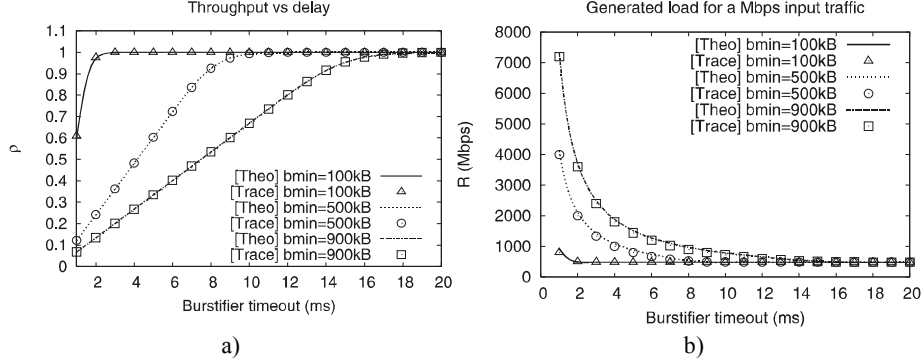 Throughput vs delay
1.1
1
0.9
0.8
0.7
0.6
0.5
0.4
0.3
0.2
0.1
0
ρ
[Theo] bmin=100kB
[Trace] bmin=100kB
[Theo] bmin=500kB
[Trace] bmin=500kB
[Theo] bmin=900kB
[Trace] bmin=900kB
2 4 6 8 10 12 14 16 18 20
Burstifier timeout (ms)
a)
Generated load for a Mbps input traffic
8000
7000
6000
5000
4000
3000
2000
1000
0
R (Mbps)
[Theo] bmin=100kB
[Trace] bmin=100kB
[Theo] bmin=500kB
[Trace] bmin=500kB
[Theo] bmin=900kB
[Trace] bmin=900kB
0 2 4 6 8 10 12 14 16 18 20
Burstifier timeout (ms)
b)